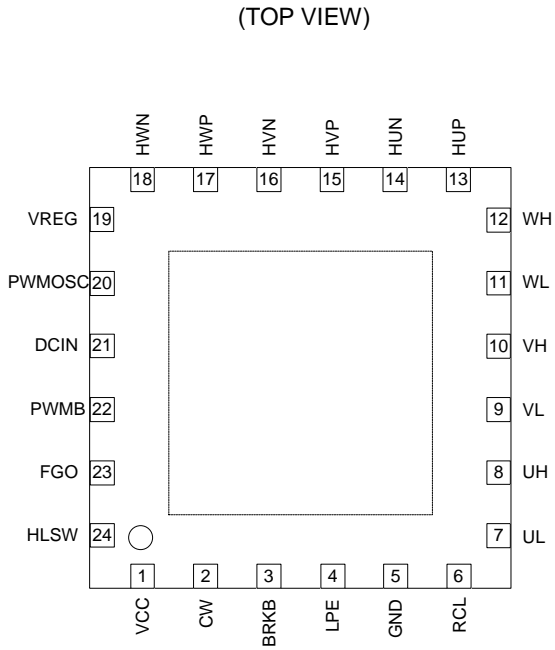 (TOP VIEW)
HWN HWP HVN HVP HUN HUP
18 17 16 15 14 13
VREG 19 12 WH
PWMOSC 20 11 WL
DCIN 21 10 VH
PWMB 22 9 VL
FGO 23 8 UH
HLSW 24 7 UL
1 2 3 4 5 6
VCC CW BRKB LPE GND RCL